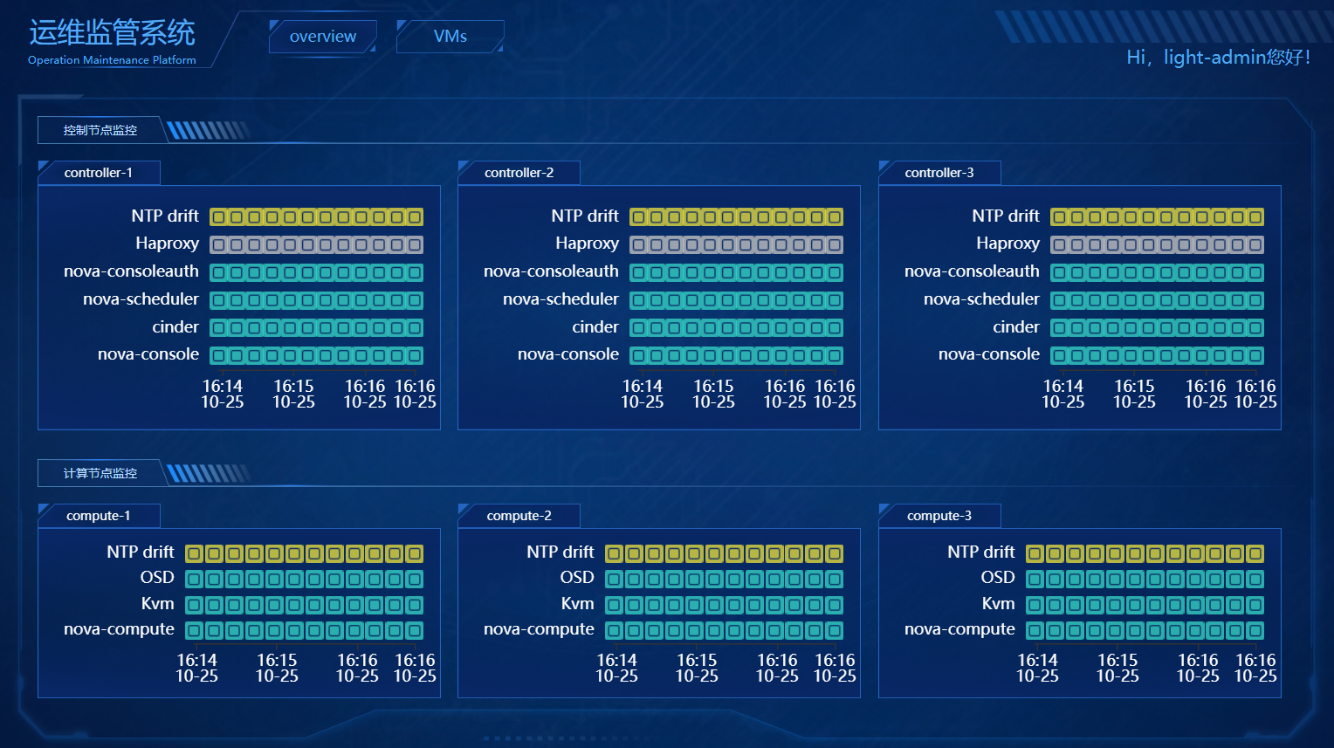 运维监管系统
Operation Maintenance Platform
overview
VMs
Hi，light-admin您好!
控制节点监控
controller-1
NTP drift
Haproxy
nova-consoleauth
nova-scheduler
cinder
nova-console
16:14 16:15 16:16 16:16
10-25 10-25 10-25 10-25
controller-2
NTP drift
Haproxy
nova-consoleauth
nova-scheduler
cinder
nova-console
16:14 16:15 16:16 16:16
10-25 10-25 10-25 10-25
controller-3
NTP drift
Haproxy
nova-consoleauth
nova-scheduler
cinder
nova-console
16:14 16:15 16:16 16:16
10-25 10-25 10-25 10-25
计算节点监控
compute-1
NTP drift
OSD
Kvm
nova-compute
16:14 16:15 16:16 16:16
10-25 10-25 10-25 10-25
compute-2
NTP drift
OSD
Kvm
nova-compute
16:14 16:15 16:16 16:16
10-25 10-25 10-25 10-25
compute-3
NTP drift
OSD
Kvm
nova-compute
16:14 16:15 16:16 16:16
10-25 10-25 10-25 10-25